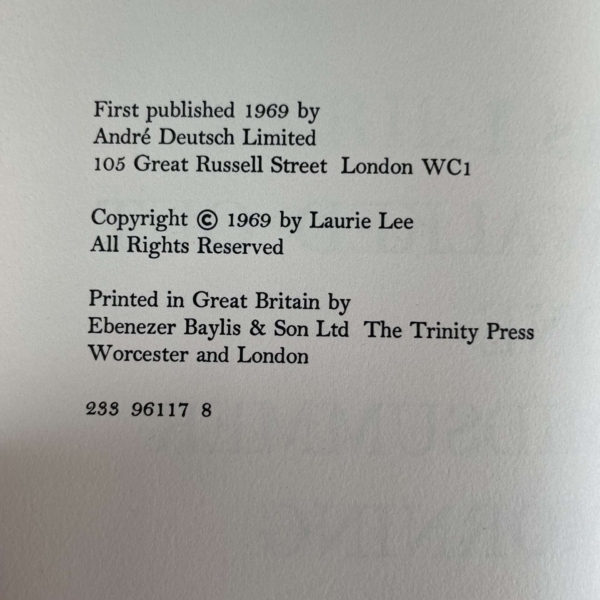 First published 1969 by
André Deutsch Limited
105 Great Russell Street London WC1
Copyright © 1969 by Laurie Lee
All Rights Reserved
Printed in Great Britain by
Ebenezer Baylis & Son Ltd The Trinity Press
Worcester and London
233 96117 8